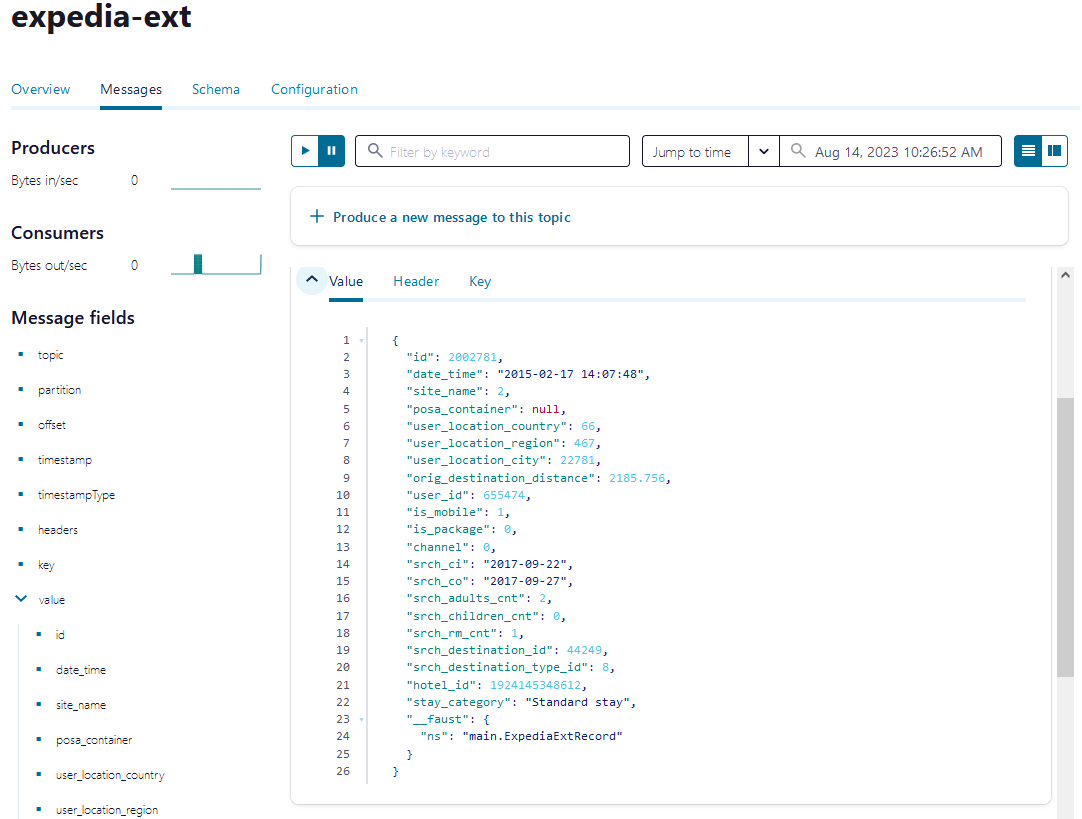 expedia-ext
Overview Messages Schema Configuration
Producers
Bytes in/sec 0
Consumers
Bytes out/sec 0
Message fields
topic
partition
offset
timestamp
timestampType
headers
key
value
id
date_time
site_name
posa_container
user_location_country
user_location_region
Filter by keyword Jump to time Aug 14, 2023 10:26:52 AM
+ Produce a new message to this topic
Value Header Key
1 {
2 "id": 2002781,
3 "date_time": "2015-02-17 14:07:48",
4 "site_name": 2,
5 "posa_container": null,
6 "user_location_country": 66,
7 "user_location_region": 467,
8 "user_location_city": 22781,
9 "orig_destination_distance": 2185.756,
10 "user_id": 655474,
11 "is_mobile": 1,
12 "is_package": 0,
13 "channel": 0,
14 "srch_ci": "2017-09-22",
15 "srch_co": "2017-09-27",
16 "srch_adults_cnt": 2,
17 "srch_children_cnt": 0,
18 "srch_rm_cnt": 1,
19 "srch_destination_id": 44249,
20 "srch_destination_type_id": 8,
21 "hotel_id": 1924145348612,
22 "stay_category": "Standard stay",
23 "__faust": {
24 "ns": "main.ExpediaExtRecord"
25 }
26 }